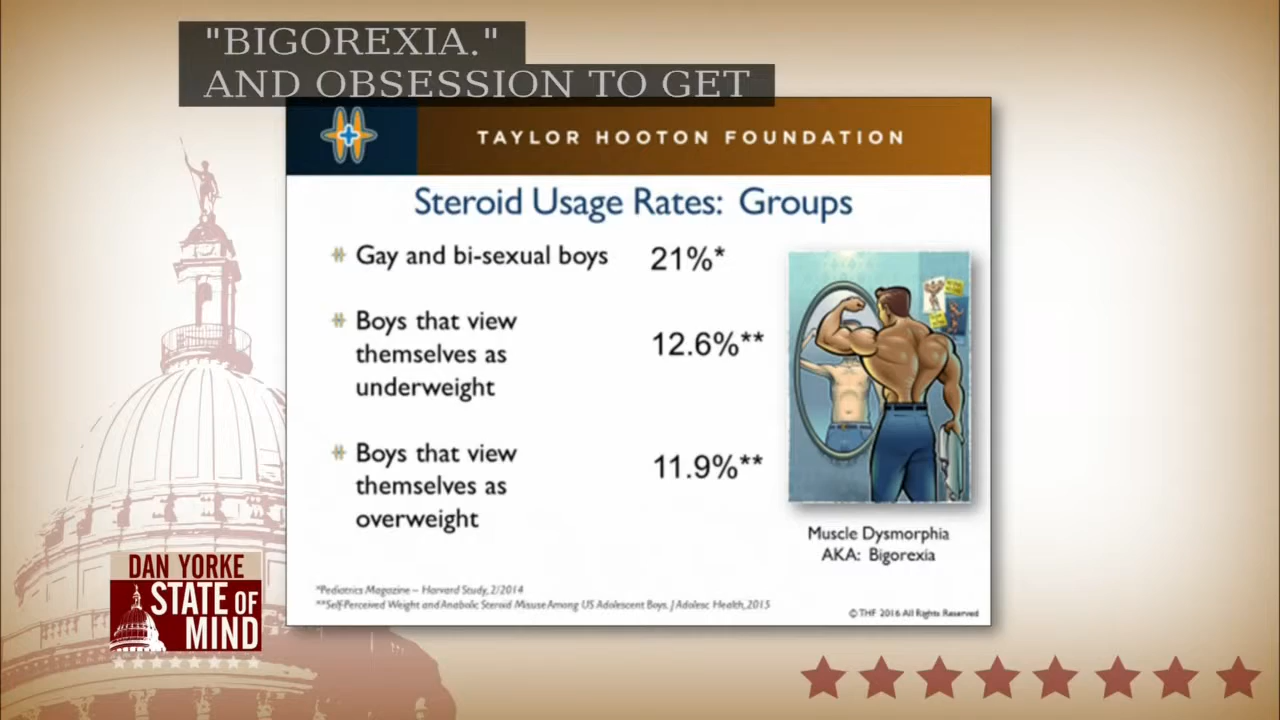 "BIGOREXIA."
AND OBSESSION TO GET
TAYLOR HOOTON FOUNDATION
Steroid Usage Rates: Groups
Gay and bi-sexual boys 21%*
Boys that view
themselves as
underweight
12.6%**
Boys that view
themselves as
overweight
11.9%**
Muscle Dysmorphia
AKA: Bigorexia
*Pediatrics Magazine – Harvard Study, 2/2014
**Self-Perceived Weight and Anabolic Steroid Misuse Among US Adolescent Boys. J Adolesc Health, 2015
© THF 2016 All Rights Reserved
DAN YORKE
STATE OF
MIND